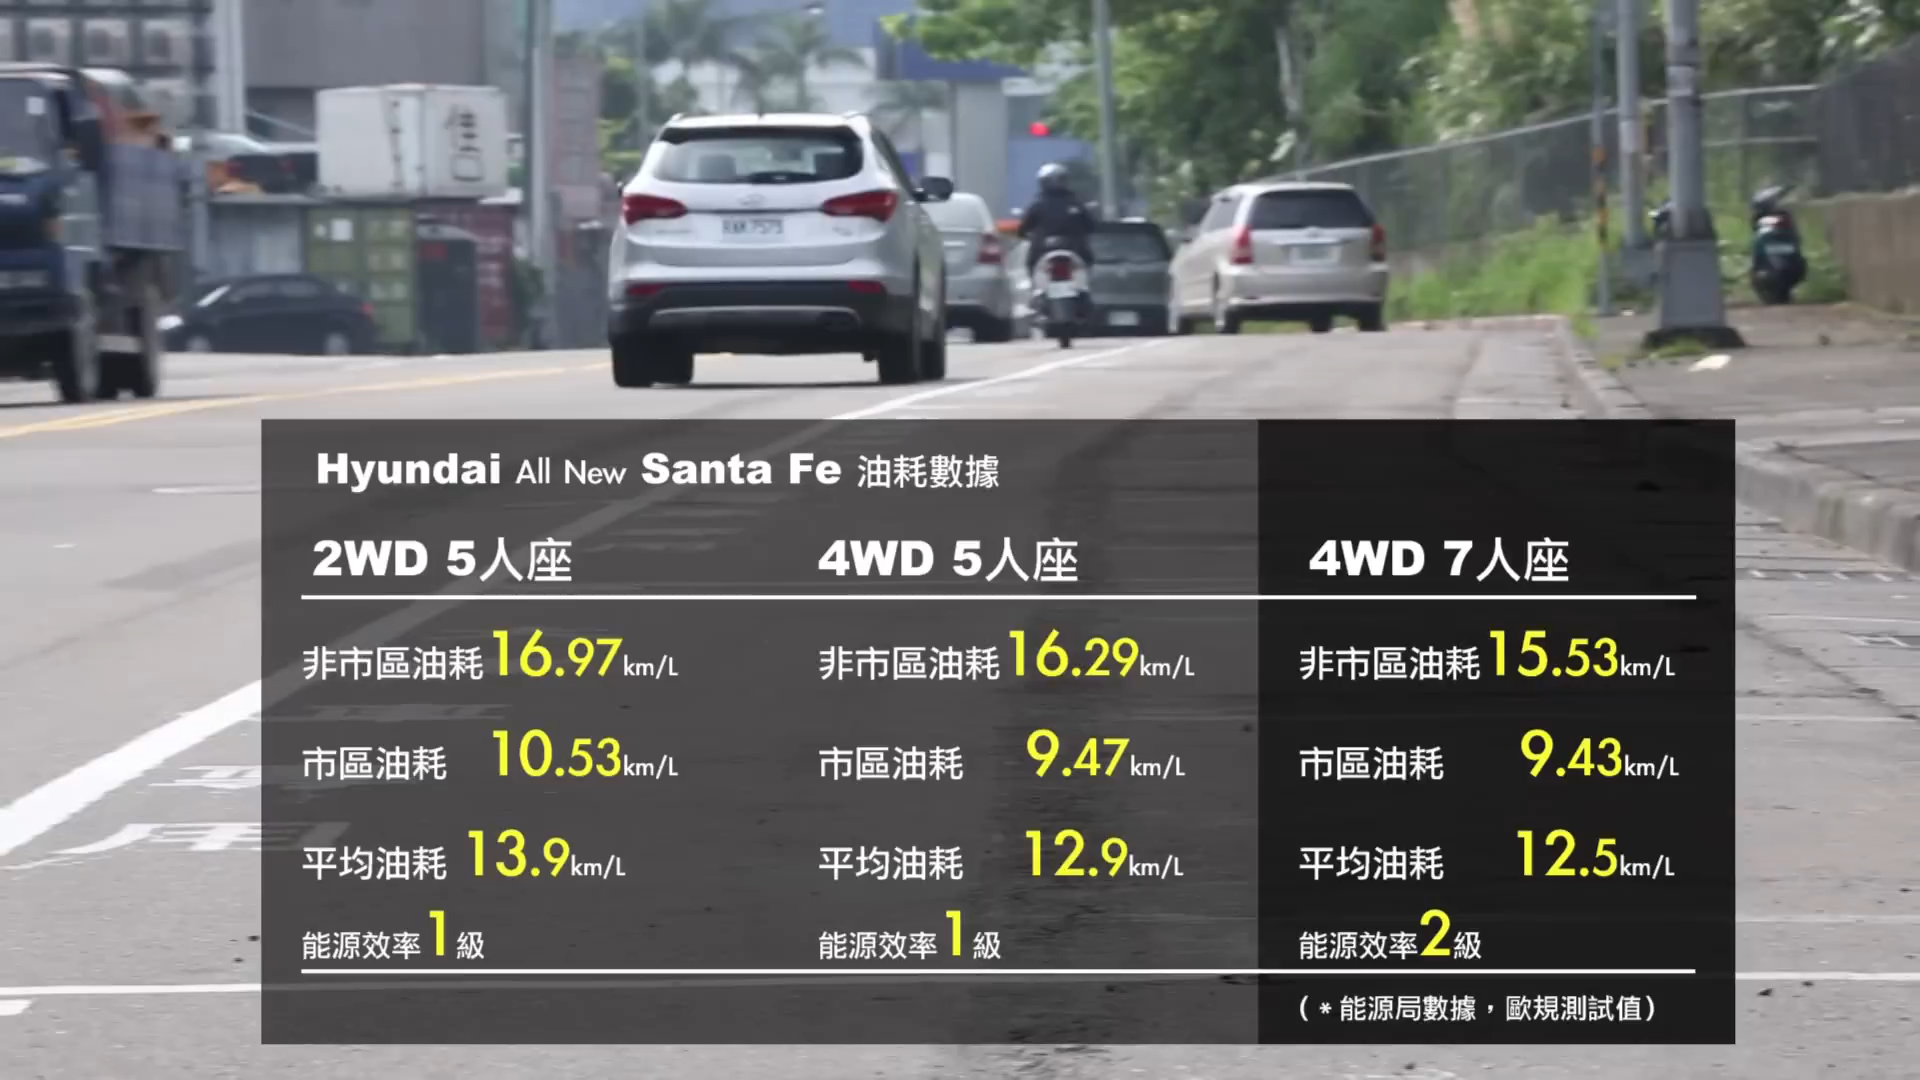 佳
Hyundai All New Santa Fe 油耗數據
2WD 5人座
4WD 5人座
4WD 7人座
非市區油耗 16.97km/L
非市區油耗 16.29km/L
非市區油耗 15.53km/L
市區油耗 10.53km/L
市區油耗 9.47km/L
市區油耗 9.43km/L
平均油耗 13.9km/L
平均油耗 12.9km/L
平均油耗 12.5km/L
能源效率1級
能源效率1級
能源效率2級
(*能源局數據，歐規測試值)